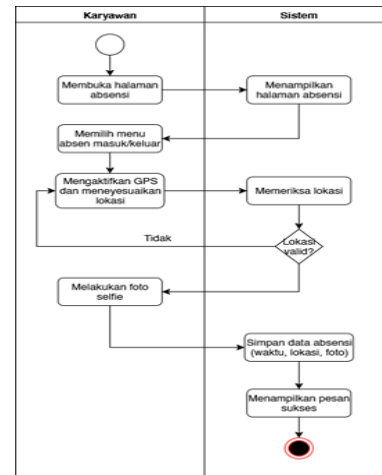 Karyawan
Sistem
Membuka halaman
absensi
Menampilkan
halaman absensi
Memilih menu
absen masuk/keluar
Mengaktifkan GPS
dan meneyesuaikan
lokasi
Memeriksa lokasi
Tidak
Lokasi
valid?
Melakukan foto
selfie
Simpan data absensi
(waktu, lokasi, foto)
Menampilkan pesan
sukses